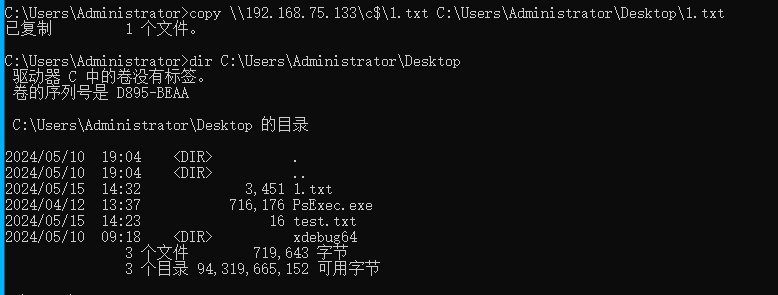 C:\Users\Administrator>copy \\192.168.75.133\c$\1.txt C:\Users\Administrator\Desktop\1.txt
已复制         1 个文件。
C:\Users\Administrator>dir C:\Users\Administrator\Desktop
驱动器 C 中的卷没有标签。
卷的序列号是 D895-BEAA
C:\Users\Administrator\Desktop 的目录
2024/05/10  19:04    <DIR>          .
2024/05/10  19:04    <DIR>          ..
2024/05/15  14:32             3,451 1.txt
2024/04/12  13:37           716,176 PsExec.exe
2024/05/15  14:23                16 test.txt
2024/05/10  09:18    <DIR>          xdebug64
3 个文件        719,643 字节
3 个目录 94,319,665,152 可用字节